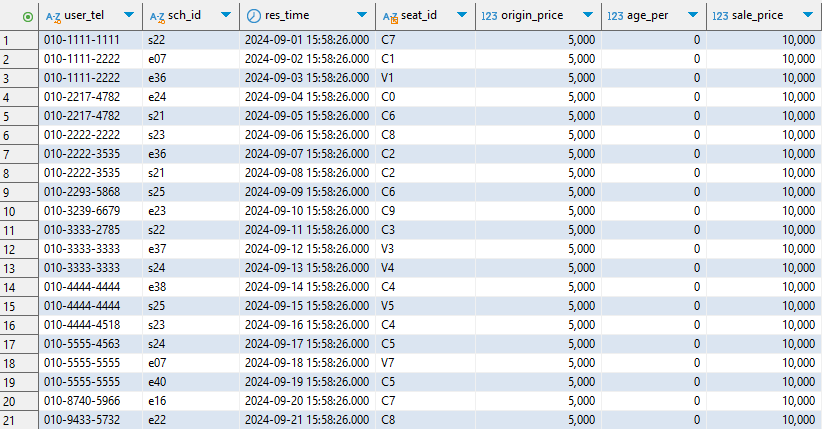 user_tel sch_id res_time seat_id origin_price age_per sale_price
1 010-1111-1111 s22 2024-09-01 15:58:26.000 C7 5,000 0 10,000
2 010-1111-2222 e07 2024-09-02 15:58:26.000 C1 5,000 0 10,000
3 010-1111-2222 e36 2024-09-03 15:58:26.000 V1 5,000 0 10,000
4 010-2217-4782 e24 2024-09-04 15:58:26.000 C0 5,000 0 10,000
5 010-2217-4782 s21 2024-09-05 15:58:26.000 C6 5,000 0 10,000
6 010-2222-2222 s23 2024-09-06 15:58:26.000 C8 5,000 0 10,000
7 010-2222-3535 e36 2024-09-07 15:58:26.000 C2 5,000 0 10,000
8 010-2222-3535 s21 2024-09-08 15:58:26.000 C2 5,000 0 10,000
9 010-2293-5868 s25 2024-09-09 15:58:26.000 C6 5,000 0 10,000
10 010-3239-6679 e23 2024-09-10 15:58:26.000 C9 5,000 0 10,000
11 010-3333-2785 s22 2024-09-11 15:58:26.000 C3 5,000 0 10,000
12 010-3333-3333 e37 2024-09-12 15:58:26.000 V3 5,000 0 10,000
13 010-3333-3333 s24 2024-09-13 15:58:26.000 V4 5,000 0 10,000
14 010-4444-4444 e38 2024-09-14 15:58:26.000 C4 5,000 0 10,000
15 010-4444-4444 s25 2024-09-15 15:58:26.000 V5 5,000 0 10,000
16 010-4444-4518 s23 2024-09-16 15:58:26.000 C4 5,000 0 10,000
17 010-5555-4563 s24 2024-09-17 15:58:26.000 C5 5,000 0 10,000
18 010-5555-5555 e07 2024-09-18 15:58:26.000 V7 5,000 0 10,000
19 010-5555-5555 e40 2024-09-19 15:58:26.000 C5 5,000 0 10,000
20 010-8740-5966 e16 2024-09-20 15:58:26.000 C7 5,000 0 10,000
21 010-9433-5732 e22 2024-09-21 15:58:26.000 C8 5,000 0 10,000